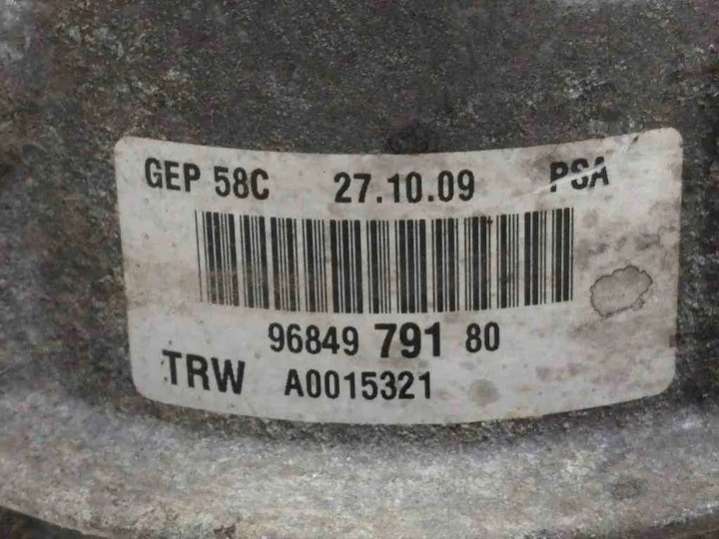 GEP 58C 27.10.09 PSA
96849 791 80
TRW A0015321